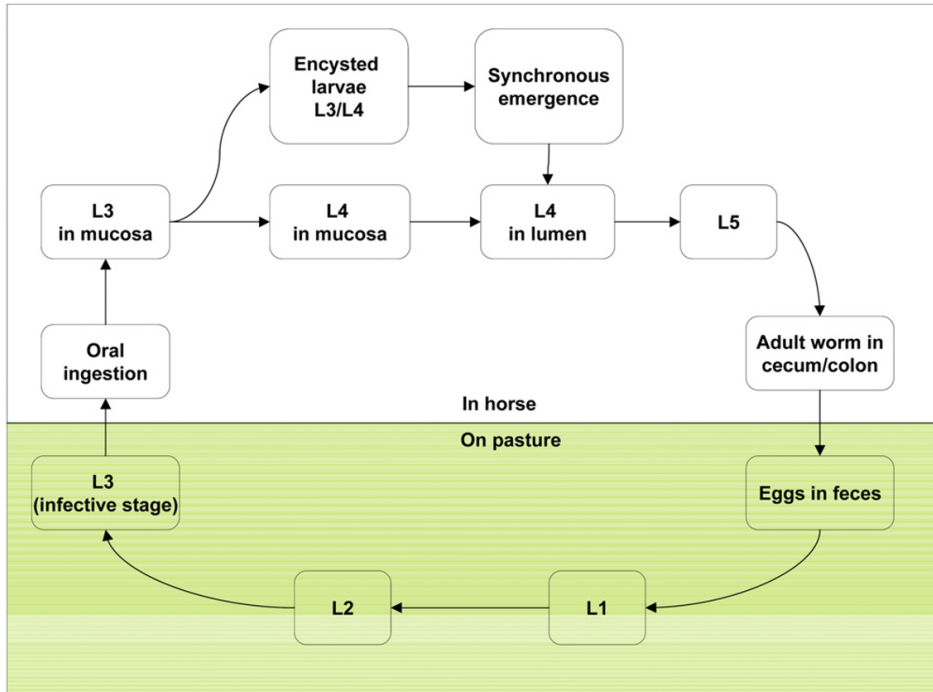 Encysted
larvae
L3/L4
Synchronous
emergence
L3
in mucosa
L4
in mucosa
L4
in lumen
L5
Oral
ingestion
Adult worm in
cecum/colon
In horse
On pasture
L3
(infective stage)
Eggs in feces
L2
L1